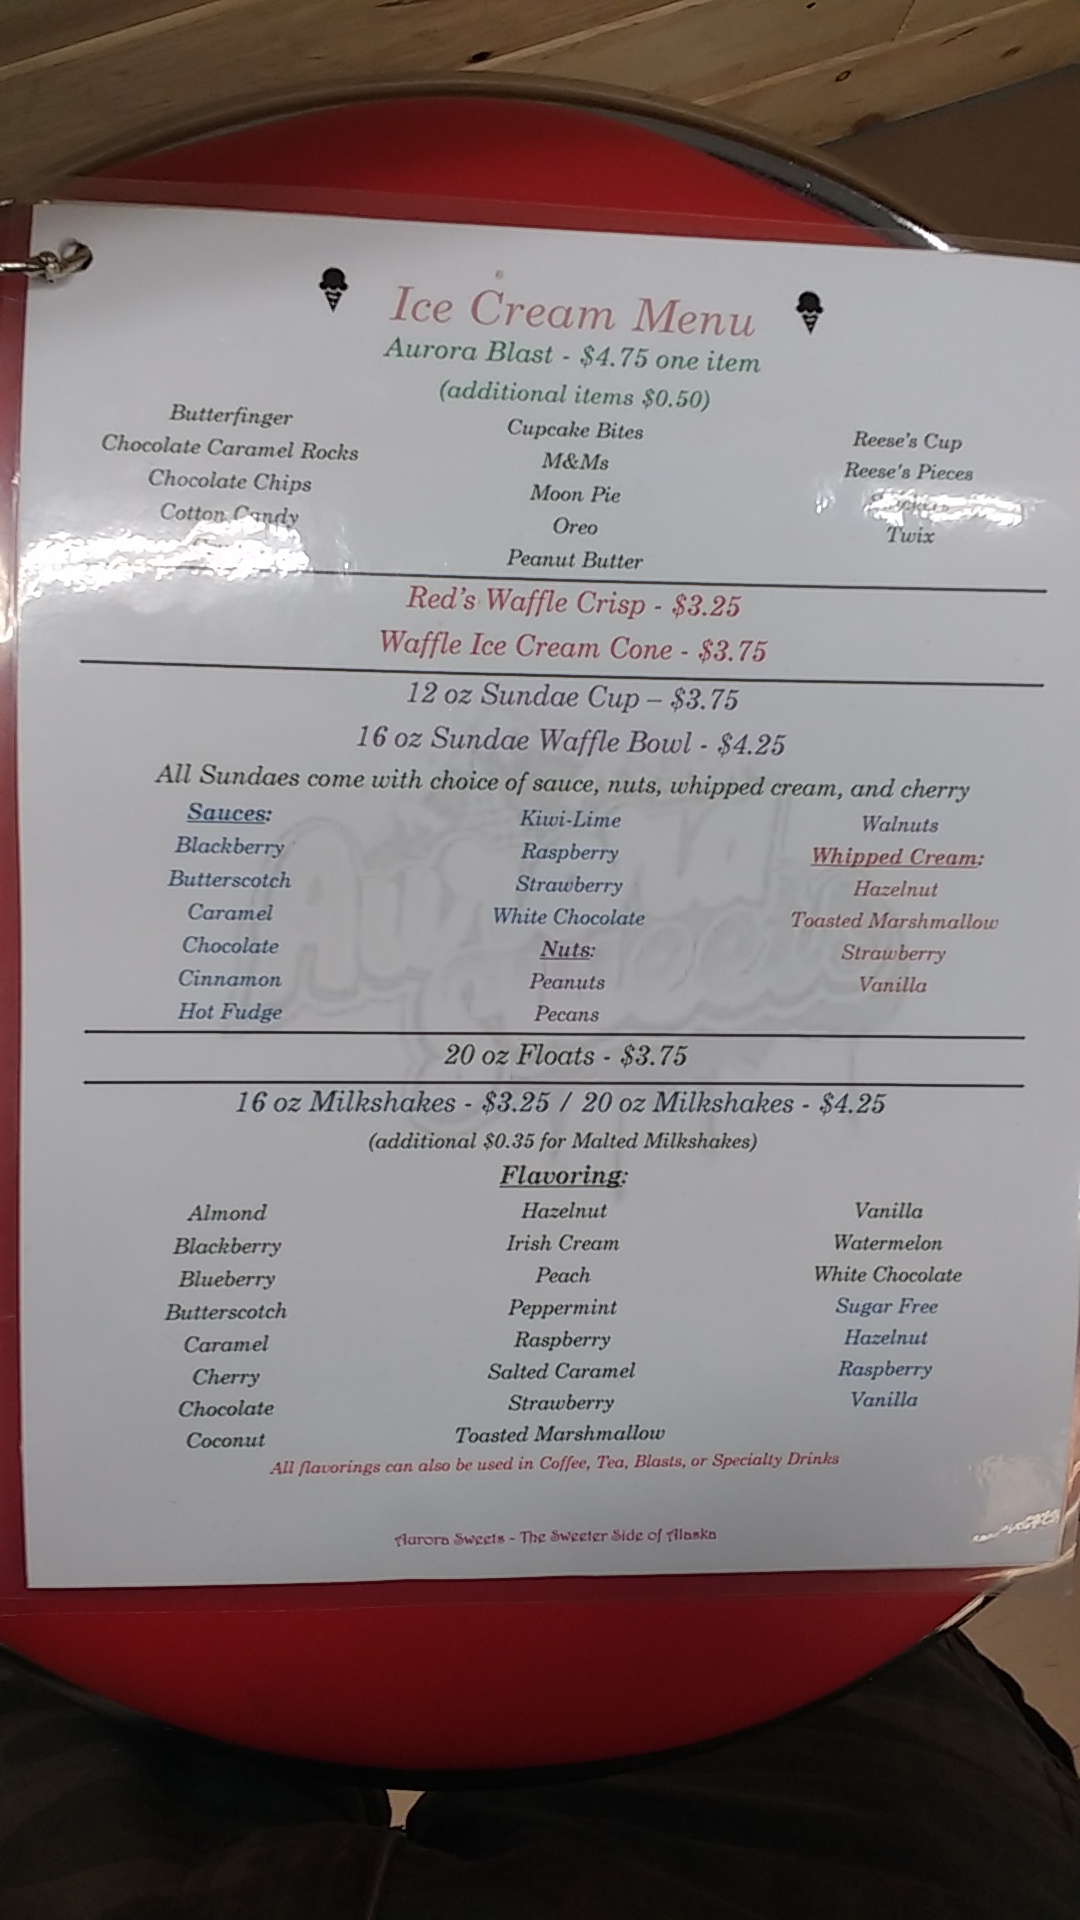 Ice Cream Menu
Aurora Blast - $4.75 one item
(additional items $0.50)
Butterfinger
Chocolate Caramel Rocks
Chocolate Chips
Cotton Candy
Cupcake Bites
M&Ms
Moon Pie
Oreo
Peanut Butter
Reese's Cup
Reese's Pieces
Twix
Red's Waffle Crisp - $3.25
Waffle Ice Cream Cone - $3.75
12 oz Sundae Cup – $3.75
16 oz Sundae Waffle Bowl - $4.25
All Sundaes come with choice of sauce, nuts, whipped cream, and cherry
Sauces:
Blackberry
Butterscotch
Caramel
Chocolate
Cinnamon
Hot Fudge
Kiwi-Lime
Raspberry
Strawberry
White Chocolate
Nuts:
Peanuts
Pecans
Walnuts
Whipped Cream:
Hazelnut
Toasted Marshmallow
Strawberry
Vanilla
20 oz Floats - $3.75
16 oz Milkshakes - $3.25 / 20 oz Milkshakes - $4.25
(additional $0.35 for Malted Milkshakes)
Flavoring:
Almond
Blackberry
Blueberry
Butterscotch
Caramel
Cherry
Chocolate
Coconut
Hazelnut
Irish Cream
Peach
Peppermint
Raspberry
Salted Caramel
Strawberry
Toasted Marshmallow
Vanilla
Watermelon
White Chocolate
Sugar Free
Hazelnut
Raspberry
Vanilla
All flavorings can also be used in Coffee, Tea, Blasts, or Specialty Drinks
Aurora Sweets - The Sweeter Side of Alaska